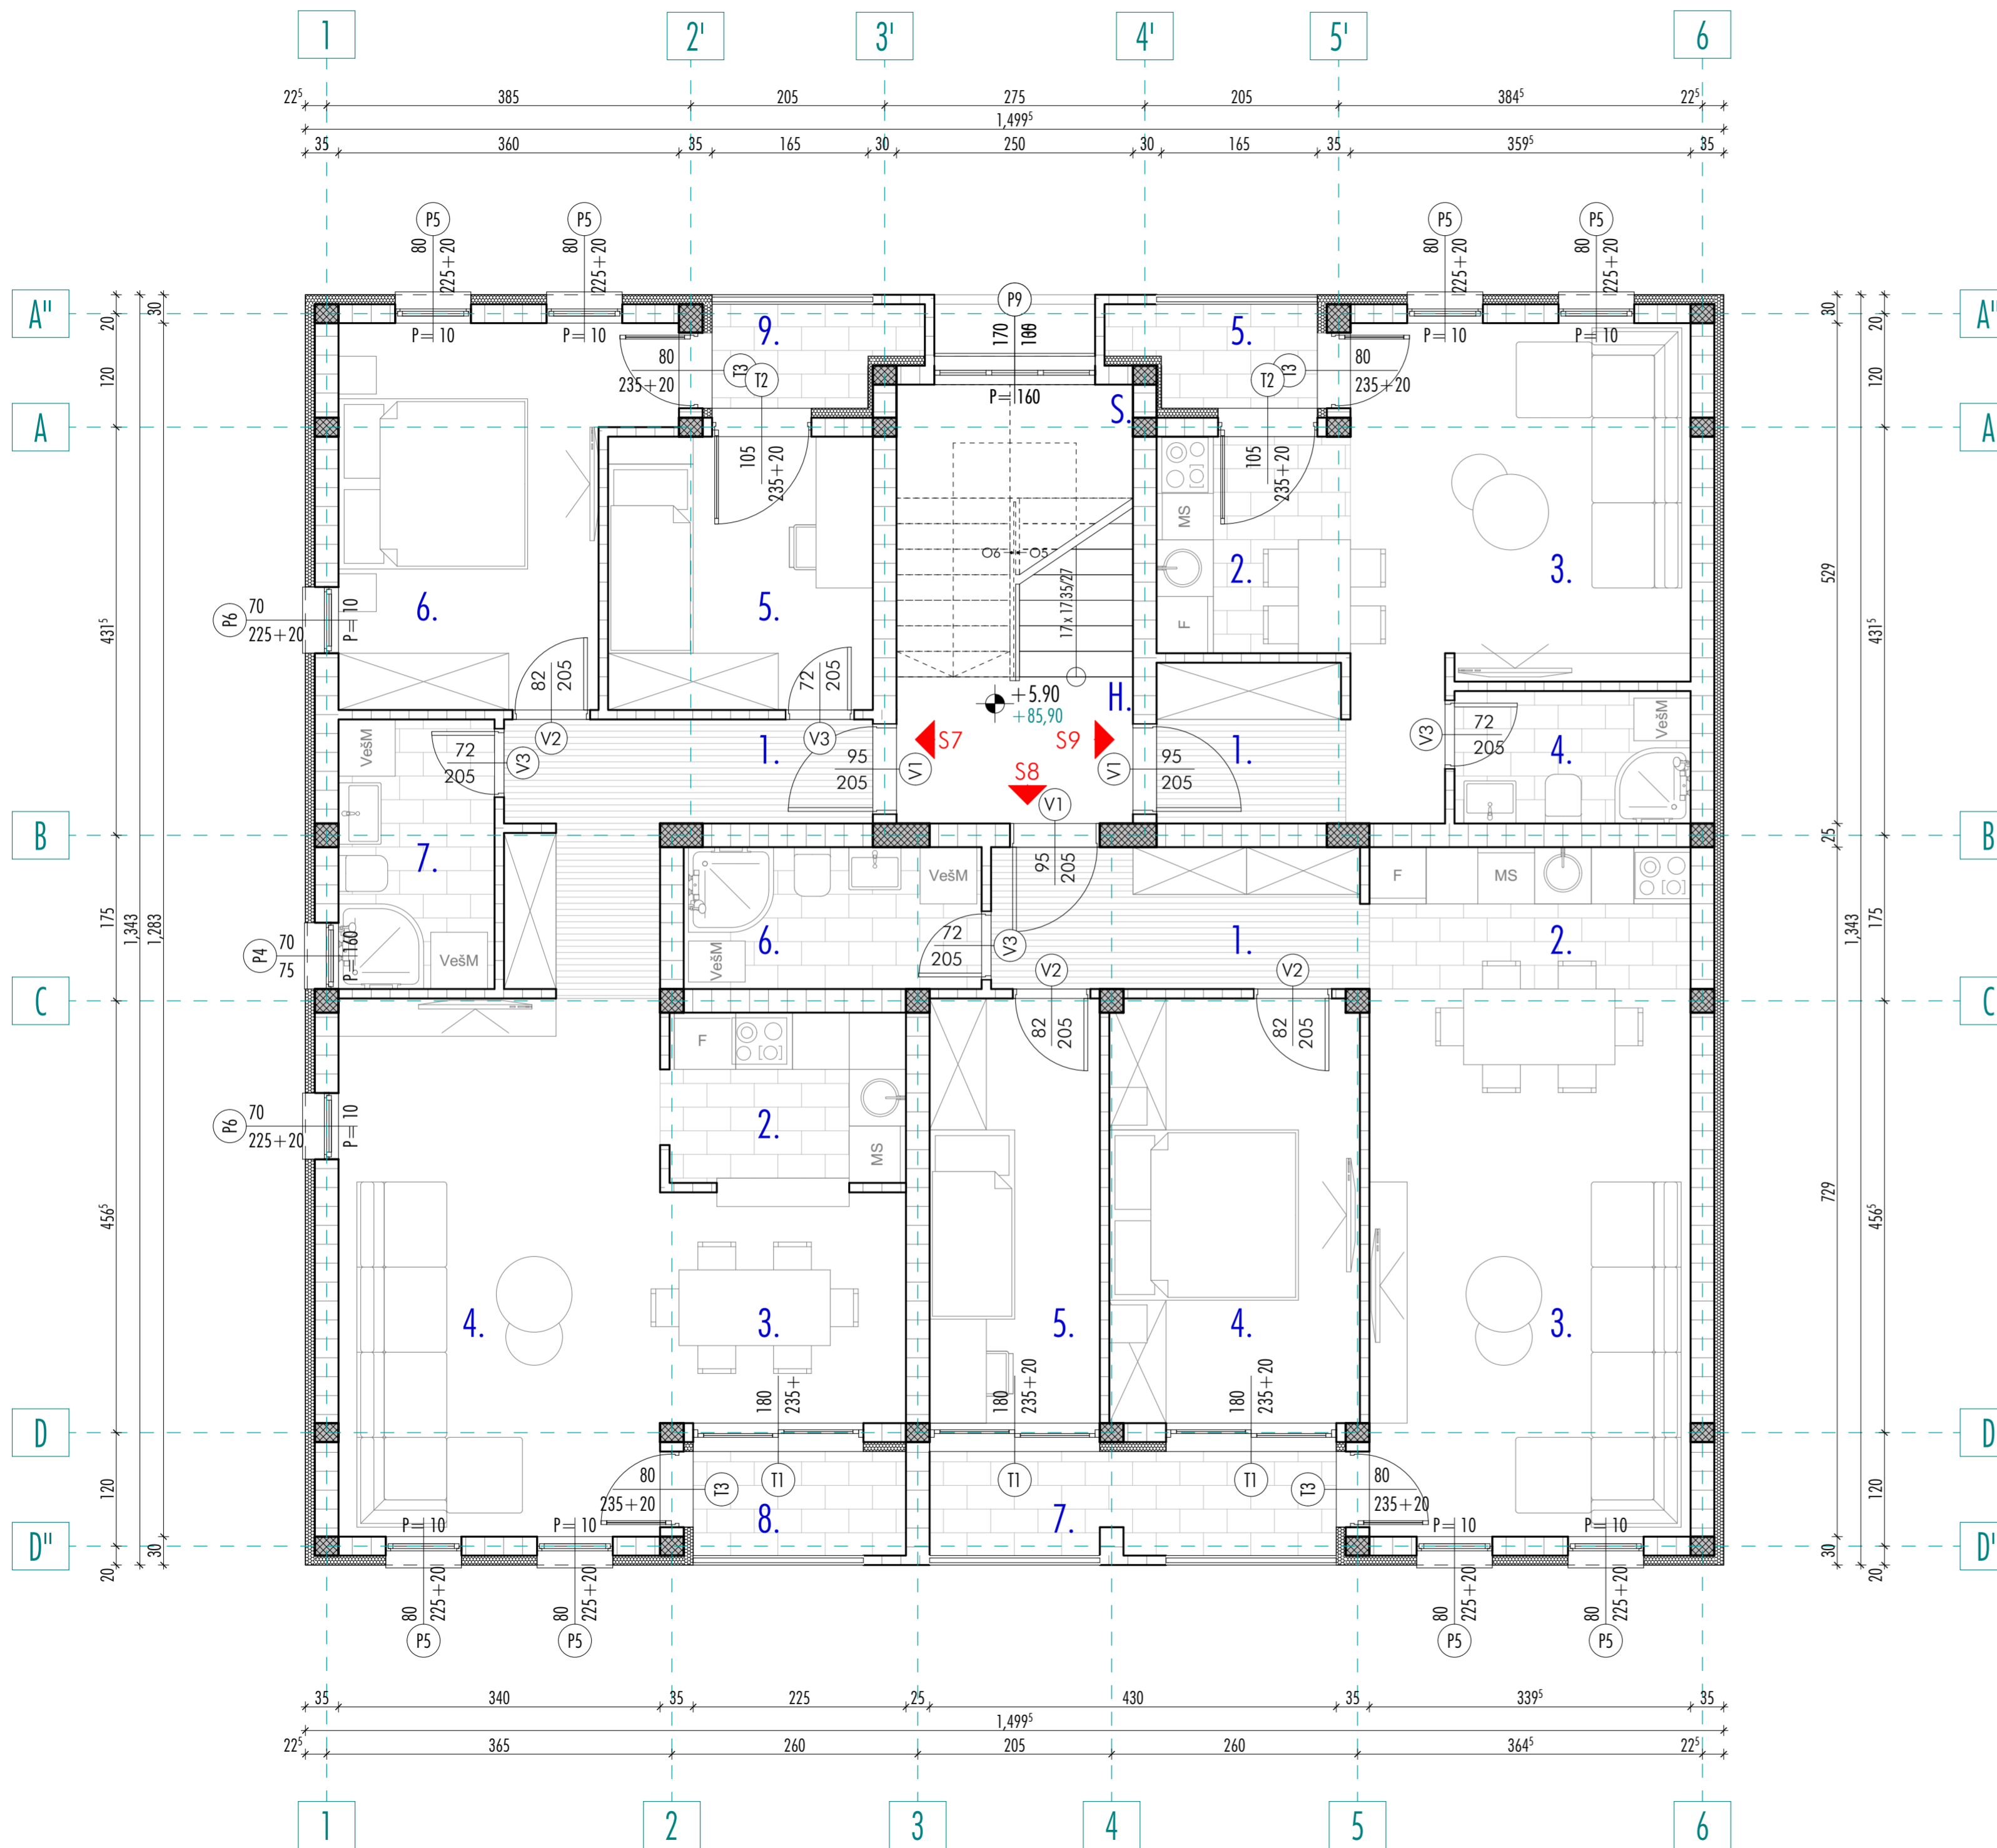 1 2' 3' 4' 5' 6
22⁵ 385 205 275 205 384⁵ 22⁵
1,499⁵
35 360 35 165 30 250 30 165 35 359⁵ 35
P5 P5 P5 P5
80 225+20 80 225+20 80 225+20 80 225+20
P9
170
A" A"
P= 10 P= 10 P= 10 P= 10
9. 5.
80 T3 T2 T2 T3 80
235+20 235+20
P= 160
S.
A A
105 235+20 105 235+20
MS
O6 O5
2. 3.
6. 5.
17 x 17.35/27
F
P6 70
225+20
P= 10
82 205 72 205
+5.90
+85,90
H.
VešM V2 V3 VešM
72 205 V3 1. 95 205 V1 S7 S9 V1 95 205 1. V3 72 205 4.
S8
V1
B B
7. 95 205
VešM F MS
P4 70
75
P= 160
VešM VešM 6. 72 205 V3 1. 2.
V2 V2
C C
F 82 205 82 205
P6 70
225+20
P= 10
2.
MS
4. 3. 5. 4. 3.
180 235+ 180 235+20 180 235+20
D D
80 T3 T1 T1 T1 T3 80
235+20 235+20
P= 10 P= 10 8. 7. P= 10 P= 10
D" D'
80 225+20 80 225+20 80 225+20 80 225+20
P5 P5 P5 P5
35 340 35 225 25 430 35 339⁵ 35
1,499⁵
22⁵ 365 260 205 260 364⁵ 22⁵
1 2 3 4 5 6
20 120 431⁵ 175 456⁵ 120 20
1,343
30 1,283 30
30 529 25 729 30
1,343
20 120 431⁵ 175 456⁵ 120 20